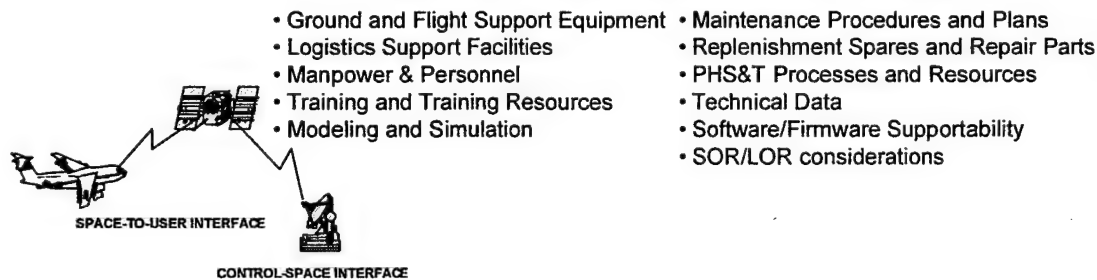 • Ground and Flight Support Equipment
• Logistics Support Facilities
• Manpower & Personnel
• Training and Training Resources
• Modeling and Simulation
• Maintenance Procedures and Plans
• Replenishment Spares and Repair Parts
• PHS&T Processes and Resources
• Technical Data
• Software/Firmware Supportability
• SOR/LOR considerations
SPACE-TO-USER INTERFACE
CONTROL-SPACE INTERFACE